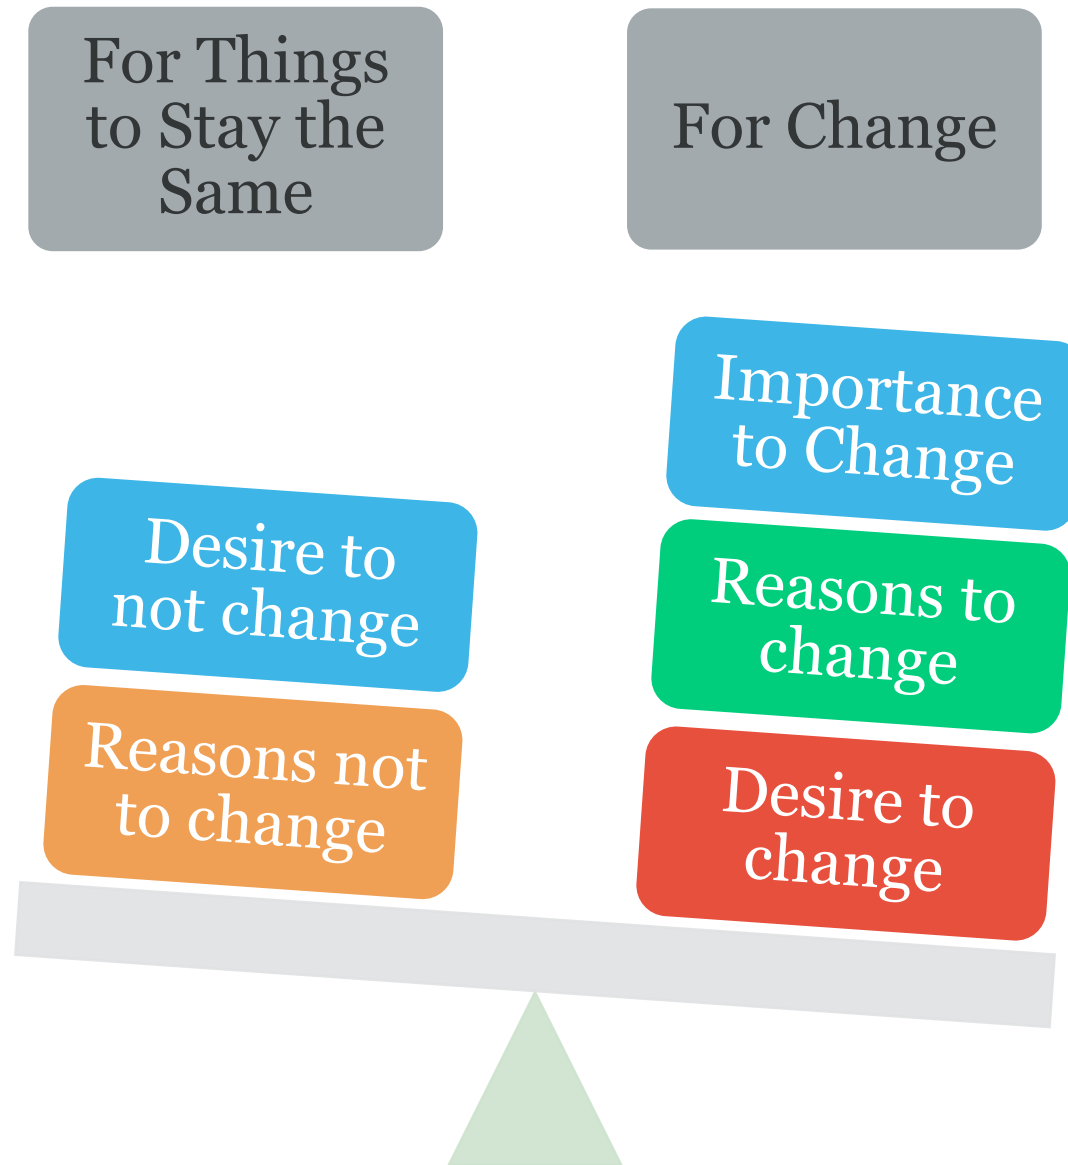 For Things
to Stay the
Same
For Change
Desire to
not change
Reasons not
to change
Importance
to Change
Reasons to
change
Desire to
change